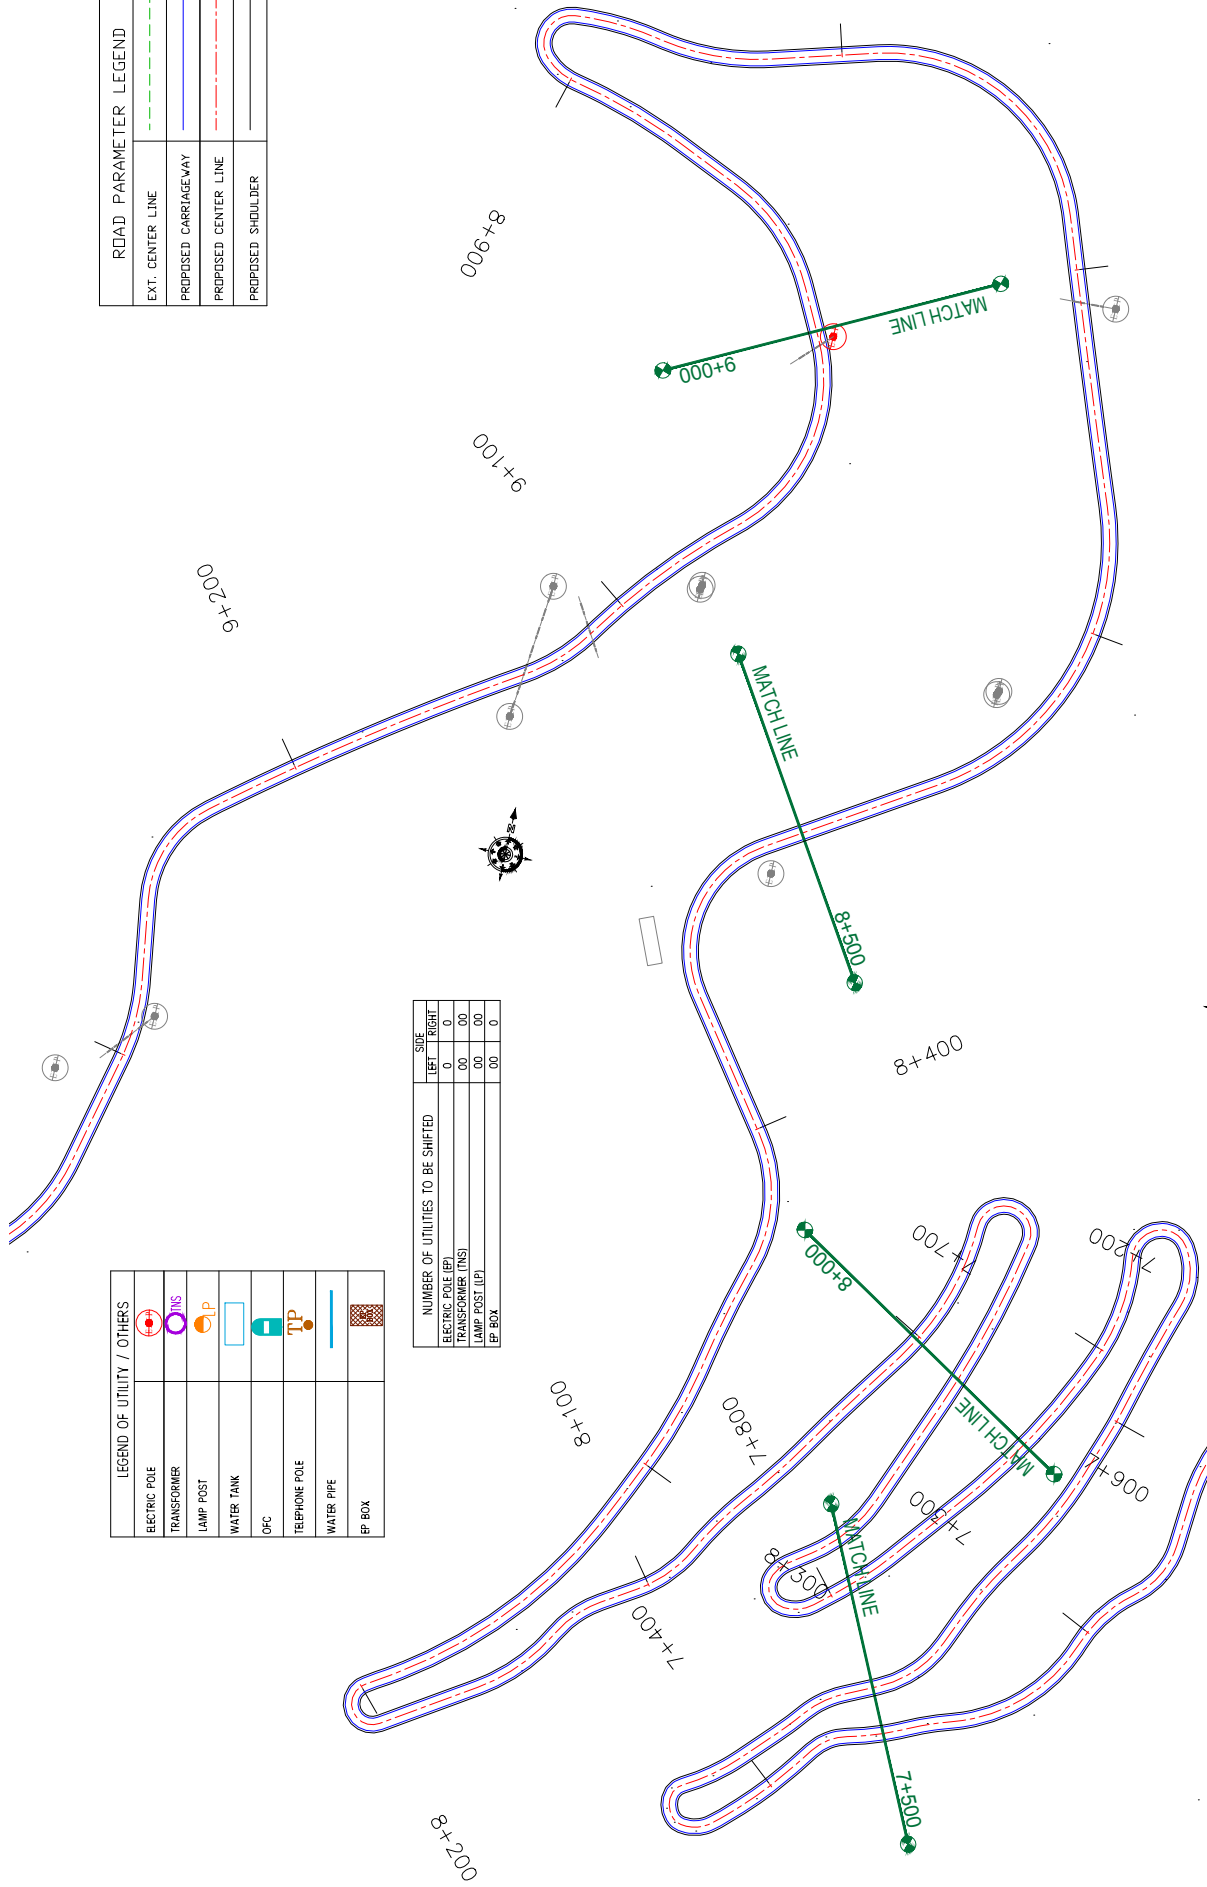 ROAD PARAMETER LEGEND
EXT. CENTER LINE
PROPOSED CARRIAGEWAY
PROPOSED CENTER LINE
PROPOSED SHOULDER
8+900
MATCH LINE
9+000
9+100
9+200
MATCH LINE
8+500
N
8+400
NUMBER OF UTILITIES TO BE SHIFTED
SIDE
LEFT RIGHT
ELECTRIC POLE (EP) 0 0
TRANSFORMER (TNS) 00 00
LAMP POST (LP) 00 00
EP BOX 00 0
LEGEND OF UTILITY / OTHERS
ELECTRIC POLE
TRANSFORMER TNS
LAMP POST LP
WATER TANK
OFC
TELEPHONE POLE TP
WATER PIPE
EP BOX EP BOX
7+700
7+200
8+000
MATCH LINE
8+100
7+800
7+900
7+300
8+300
MATCH LINE
7+400
7+500
8+200